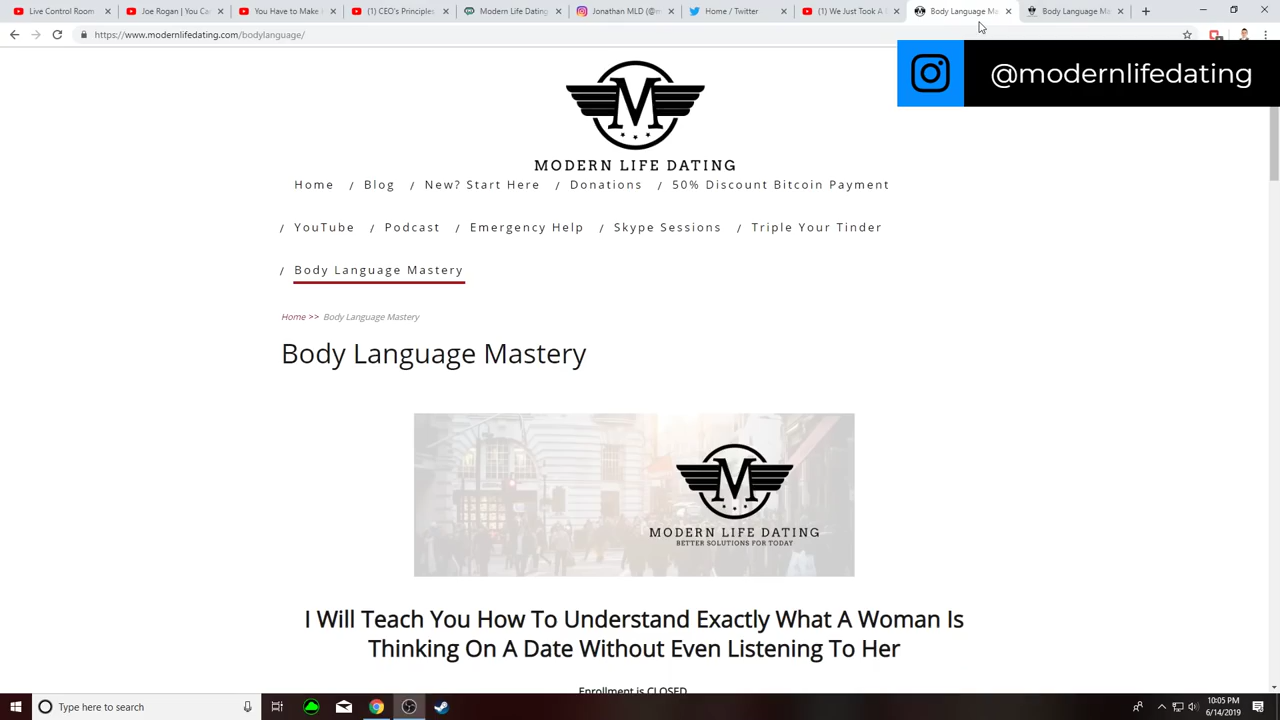 Live Control Room
Joe Rogan | You Ca
You Have to Make
(1) CEO's Principles
Modern Life Dating
Jonathan MLD (@m
Home / Twitter
(1) We Just Took A
Body Language Ma
Body Language Ma
https://www.modernlifedating.com/bodylanguage/
@modernlifedating
M
MODERN LIFE DATING
Home / Blog / New? Start Here / Donations / 50% Discount Bitcoin Payment
/ YouTube / Podcast / Emergency Help / Skype Sessions / Triple Your Tinder
/ Body Language Mastery
Home >> Body Language Mastery
Body Language Mastery
M
MODERN LIFE DATING
BETTER SOLUTIONS FOR TODAY
I Will Teach You How To Understand Exactly What A Woman Is
Thinking On A Date Without Even Listening To Her
Enrollment is CLOSED
Type here to search
10:05 PM
6/14/2019